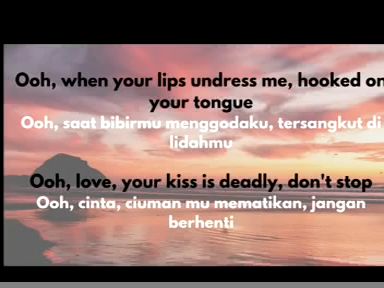 Ooh, when your lips undress me, hooked on
your tongue
Ooh, saat bibirmu menggodaku, tersangkut di
lidahmu
Ooh, love, your kiss is deadly, don't stop
Ooh, cinta, ciuman mu mematikan, jangan
berhenti